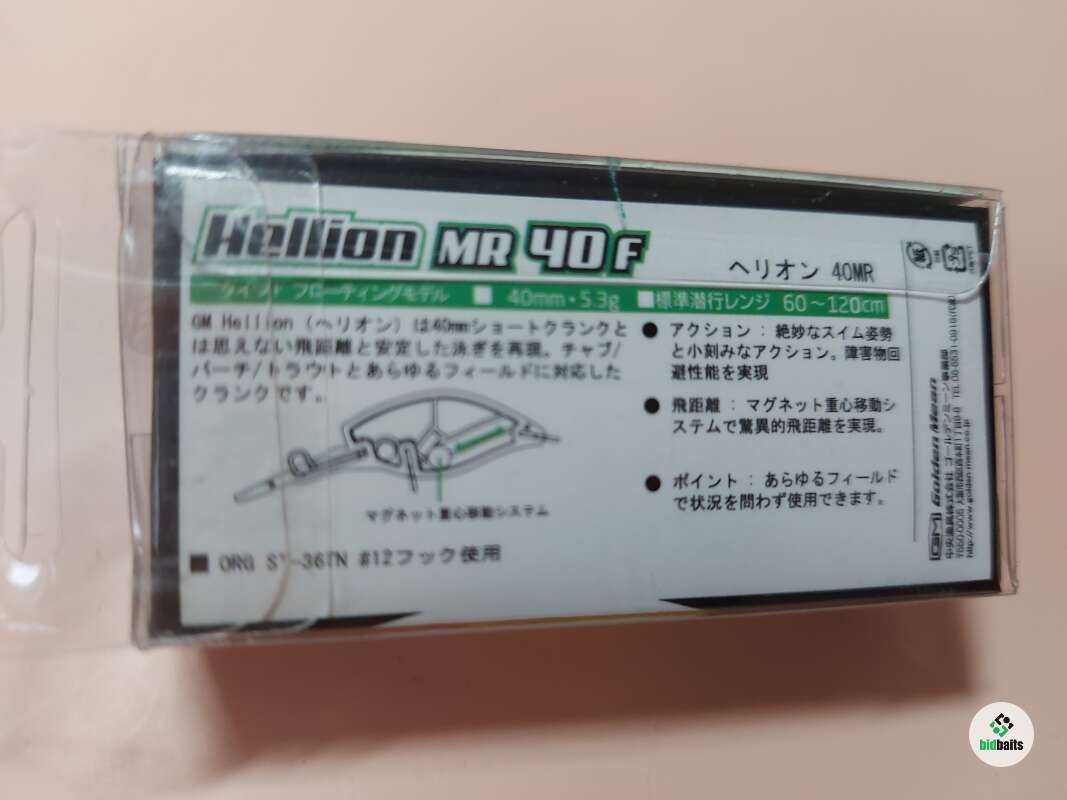 Hellion MR 40 F
ヘリオン 40MR
フローティングモデル ■ 40mm・5.3g ■標準潜行レンジ 60～120cm
GM Hellion (ヘリオン) は40mmショートクランクと
は思えない飛距離と安定した泳ぎを再現。チャブ/
パーチ/トラウトとあらゆるフィールドに対応した
クランクです。
マグネット重心移動システム
■ ORG #12フック使用
● アクション : 絶妙なスイム姿勢
と小刻みなアクション。障害物回
避性能を実現
● 飛距離 : マグネット重心移動シ
ステムで驚異的飛距離を実現。
● ポイント : あらゆるフィールド
で状況を問わず使用できます。
GM Golden Mean
http://www.golden-mean.co.jp
bidbaits